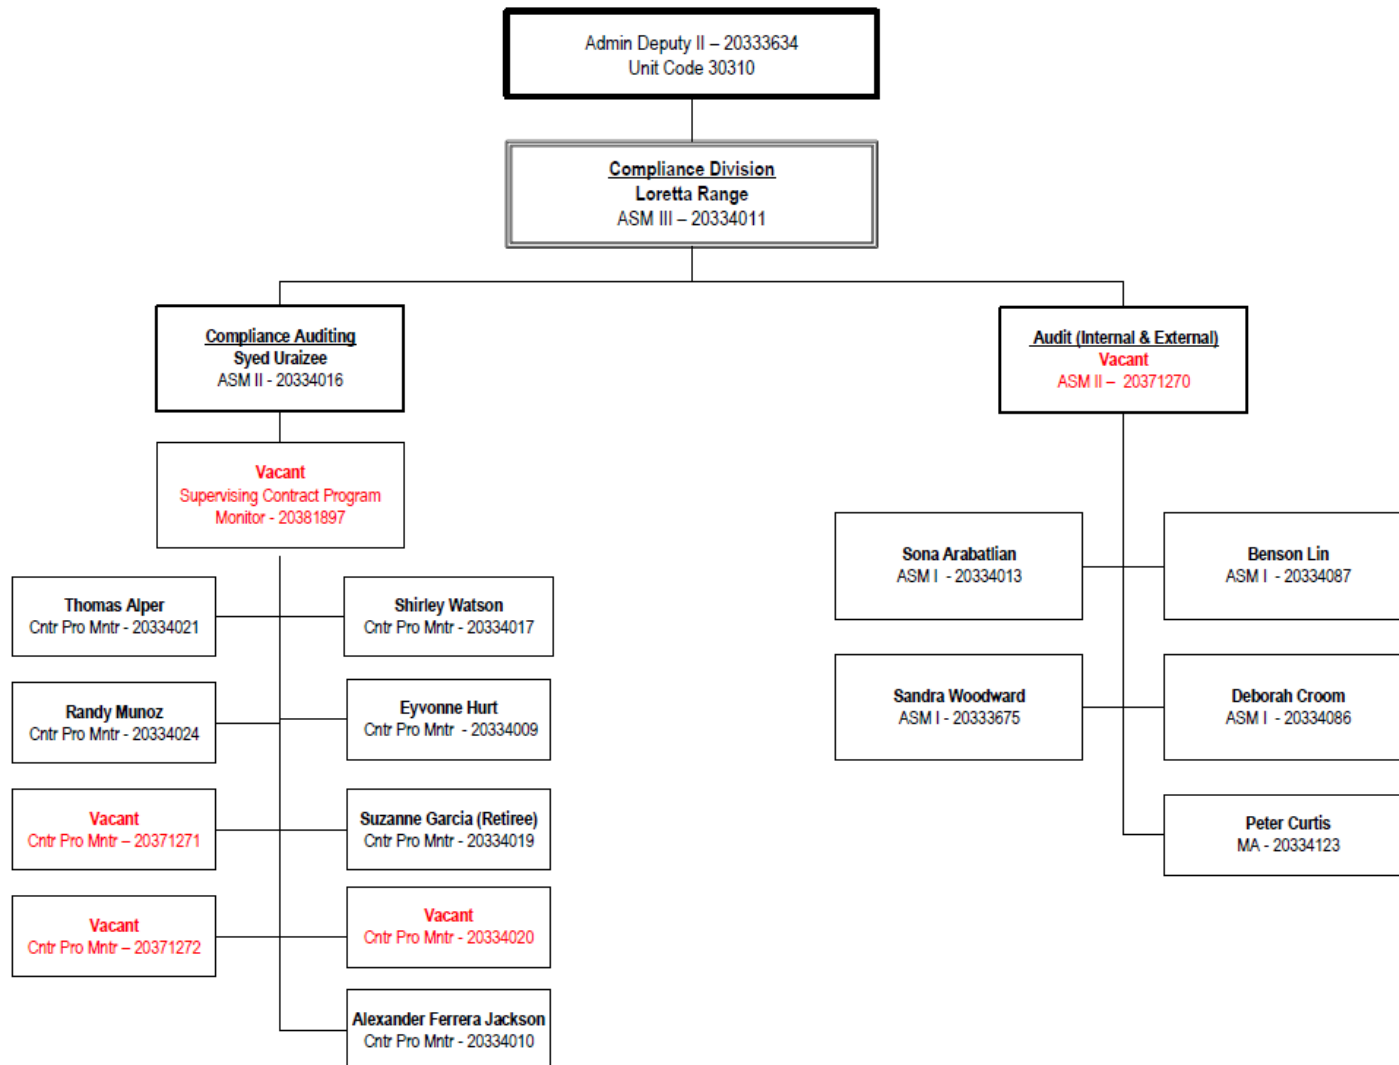 Admin Deputy II – 20333634
Unit Code 30310
Compliance Division
Loretta Range
ASM III – 20334011
Compliance Auditing
Syed Uraizee
ASM II - 20334016
Audit (Internal & External)
Vacant
ASM II – 20371270
Vacant
Supervising Contract Program
Monitor - 20381897
Thomas Alper
Cntr Pro Mntr - 20334021
Shirley Watson
Cntr Pro Mntr - 20334017
Randy Munoz
Cntr Pro Mntr - 20334024
Eyvonne Hurt
Cntr Pro Mntr - 20334009
Vacant
Cntr Pro Mntr – 20371271
Suzanne Garcia (Retiree)
Cntr Pro Mntr - 20334019
Vacant
Cntr Pro Mntr – 20371272
Vacant
Cntr Pro Mntr - 20334020
Alexander Ferrera Jackson
Cntr Pro Mntr - 20334010
Sona Arabatlian
ASM I - 20334013
Benson Lin
ASM I - 20334087
Sandra Woodward
ASM I - 20333675
Deborah Croom
ASM I - 20334086
Peter Curtis
MA - 20334123